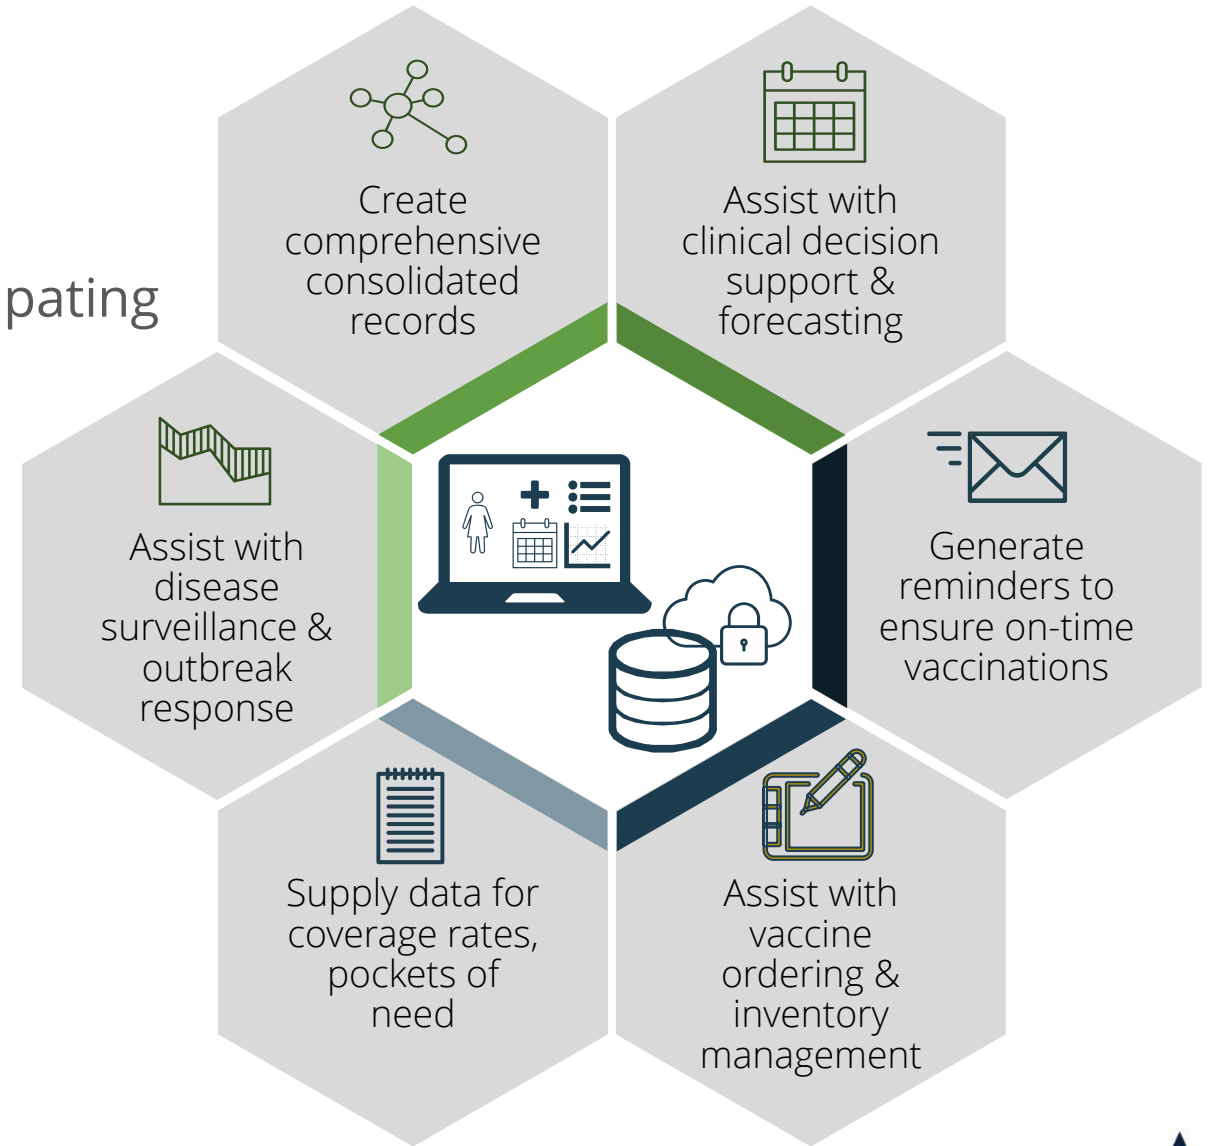 Create
comprehensive
consolidated
records
Assist with
clinical decision
support &
forecasting
pating
Assist with
disease
surveillance &
outbreak
response
Generate
reminders to
ensure on-time
vaccinations
Supply data for
coverage rates,
pockets of
need
Assist with
vaccine
ordering &
inventory
management